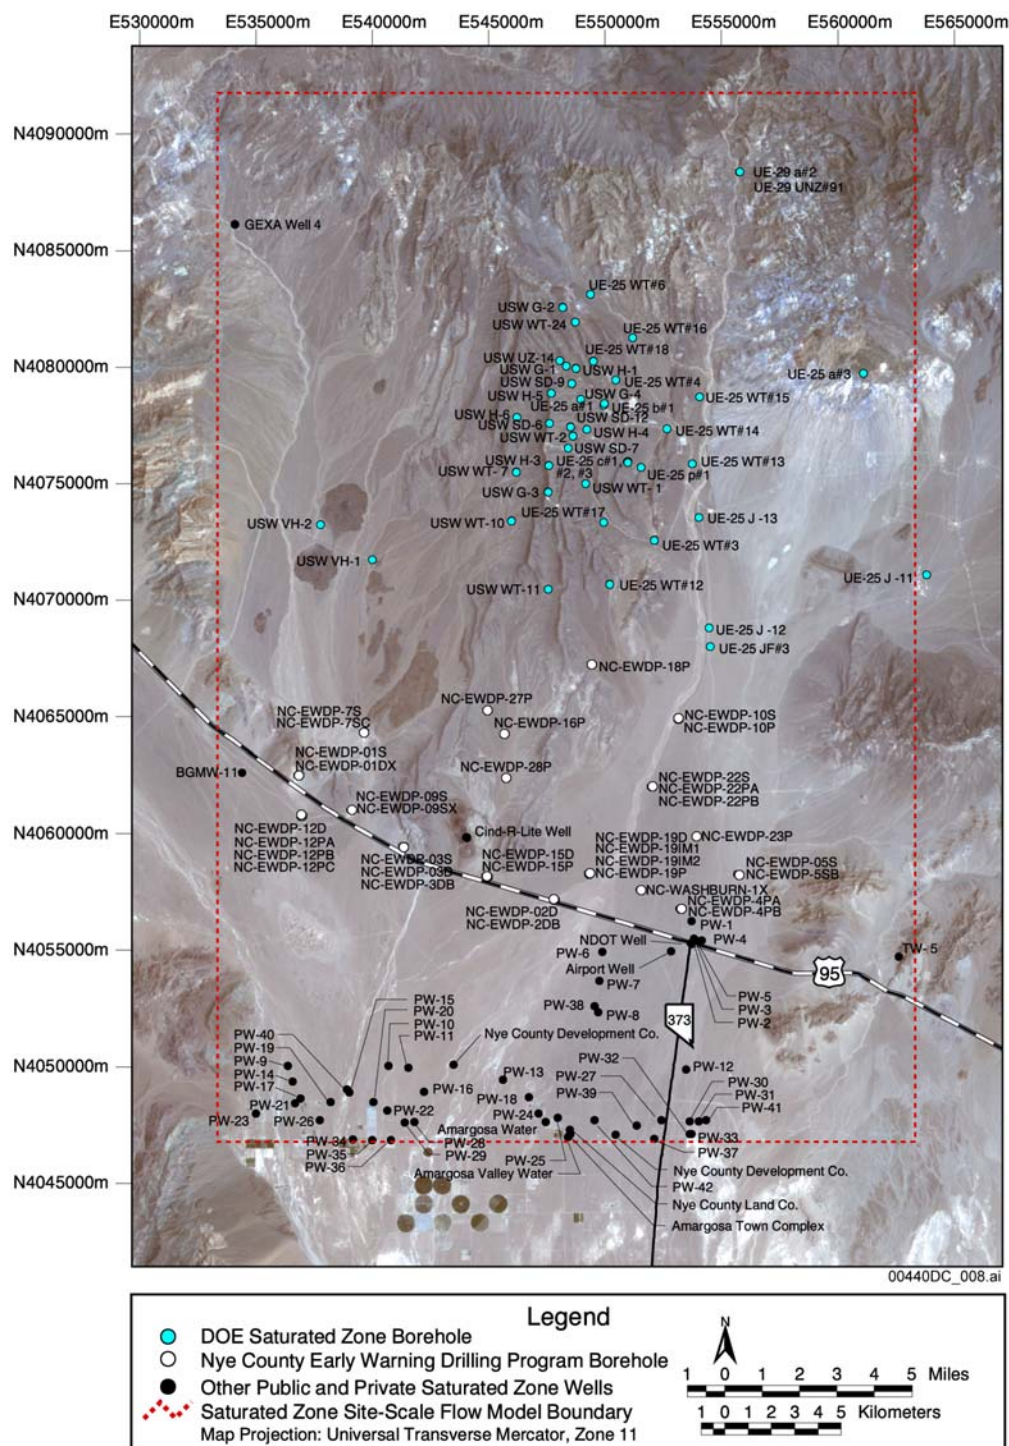 E530000m E535000m E540000m E545000m E550000m E555000m E560000m E565000m
N4090000m
UE-29 a#2
UE-29 UNZ#91
GEXA Well 4
N4085000m
UE-25 WT#6
USW G-2
USW WT-24
UE-25 WT#16
UE-25 WT#18
USW UZ-14
N4080000m
USW G-1
USW H-1
UE-25 a#3
USW SD-9
UE-25 WT#4
USW H-5
USW G-4
UE-25 WT#15
UE-25 a#1
UE-25 b#1
USW H-6
USW SD-12
USW SD-6
USW H-4
UE-25 WT#14
USW WT-2
USW SD-7
USW H-3
UE-25 c#1,
#2, #3
UE-25 WT#13
USW WT- 7
UE-25 p#1
N4075000m
USW WT- 1
USW G-3
UE-25 WT#17
USW VH-2
USW WT-10
UE-25 J -13
UE-25 WT#3
USW VH-1
UE-25 J -11
N4070000m
USW WT-11
UE-25 WT#12
UE-25 J -12
UE-25 JF#3
NC-EWDP-18P
N4065000m
NC-EWDP-27P
NC-EWDP-7S
NC-EWDP-7SC
NC-EWDP-16P
NC-EWDP-10S
NC-EWDP-10P
NC-EWDP-01S
NC-EWDP-01DX
BGMW-11
NC-EWDP-28P
NC-EWDP-22S
NC-EWDP-22PA
NC-EWDP-22PB
NC-EWDP-09S
NC-EWDP-09SX
N4060000m
NC-EWDP-12D
NC-EWDP-12PA
NC-EWDP-12PB
NC-EWDP-12PC
Cind-R-Lite Well
NC-EWDP-19D
NC-EWDP-19IM1
NC-EWDP-19IM2
NC-EWDP-19P
NC-EWDP-23P
NC-EWDP-03S
NC-EWDP-03D
NC-EWDP-3DB
NC-EWDP-15D
NC-EWDP-15P
NC-EWDP-05S
NC-EWDP-5SB
NC-WASHBURN-1X
NC-EWDP-4PA
NC-EWDP-4PB
NC-EWDP-02D
NC-EWDP-2DB
PW-1
N4055000m
NDOT Well
PW-4
PW-6
TW- 5
Airport Well
95
PW-7
PW-5
PW-3
PW-2
PW-38
PW-8
373
PW-15
PW-20
PW-10
PW-11
Nye County Development Co.
N4050000m
PW-40
PW-19
PW-9
PW-14
PW-17
PW-21
PW-23
PW-26
PW-16
PW-13
PW-18
PW-32
PW-27
PW-39
PW-12
PW-30
PW-31
PW-41
PW-22
PW-24
Amargosa Water
PW-34
PW-35
PW-36
PW-28
PW-29
PW-25
Amargosa Valley Water
PW-33
PW-37
Nye County Development Co.
PW-42
Nye County Land Co.
Amargosa Town Complex
N4045000m
00440DC_008.ai
Legend
DOE Saturated Zone Borehole
Nye County Early Warning Drilling Program Borehole
Other Public and Private Saturated Zone Wells
Saturated Zone Site-Scale Flow Model Boundary
Map Projection: Universal Transverse Mercator, Zone 11
N
1 0 1 2 3 4 5 Miles
1 0 1 2 3 4 5 Kilometers